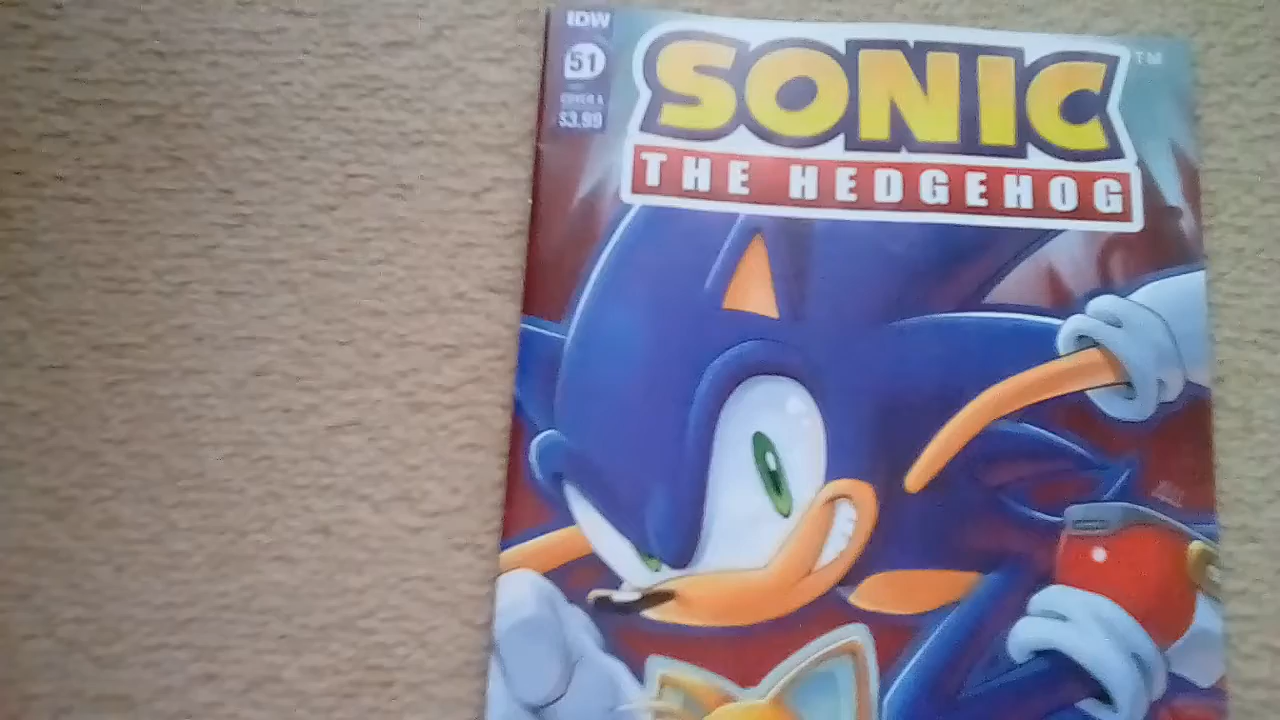 IDW
51
COVER A
$3.99
SONIC
TM
THE HEDGEHOG